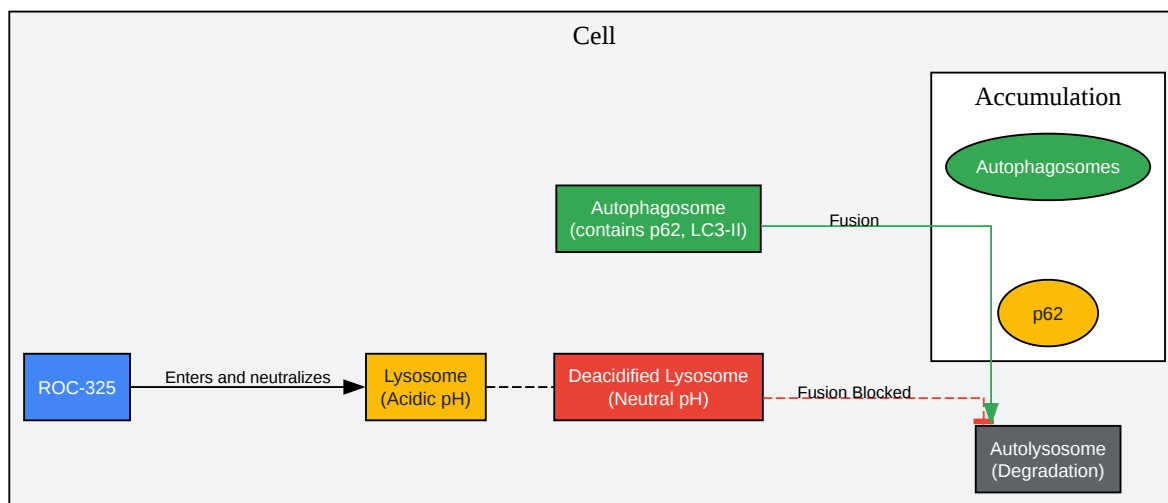 Cell
Accumulation
Autophagosomes
Autophagosome
(contains p62, LC3-II)
Fusion
p62
ROC-325
Enters and neutralizes
Lysosome
(Acidic pH)
Deacidified Lysosome
(Neutral pH)
Fusion Blocked
Autolysosome
(Degradation)